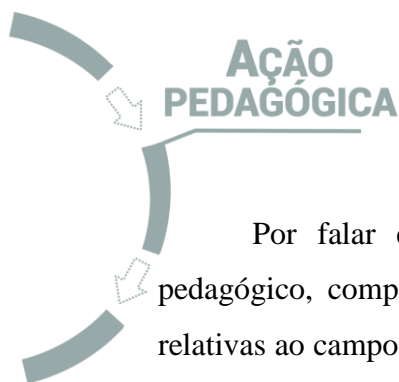 AÇÃO
PEDAGÓGICA
Por falar
pedagógico, comp
relativas ao campo